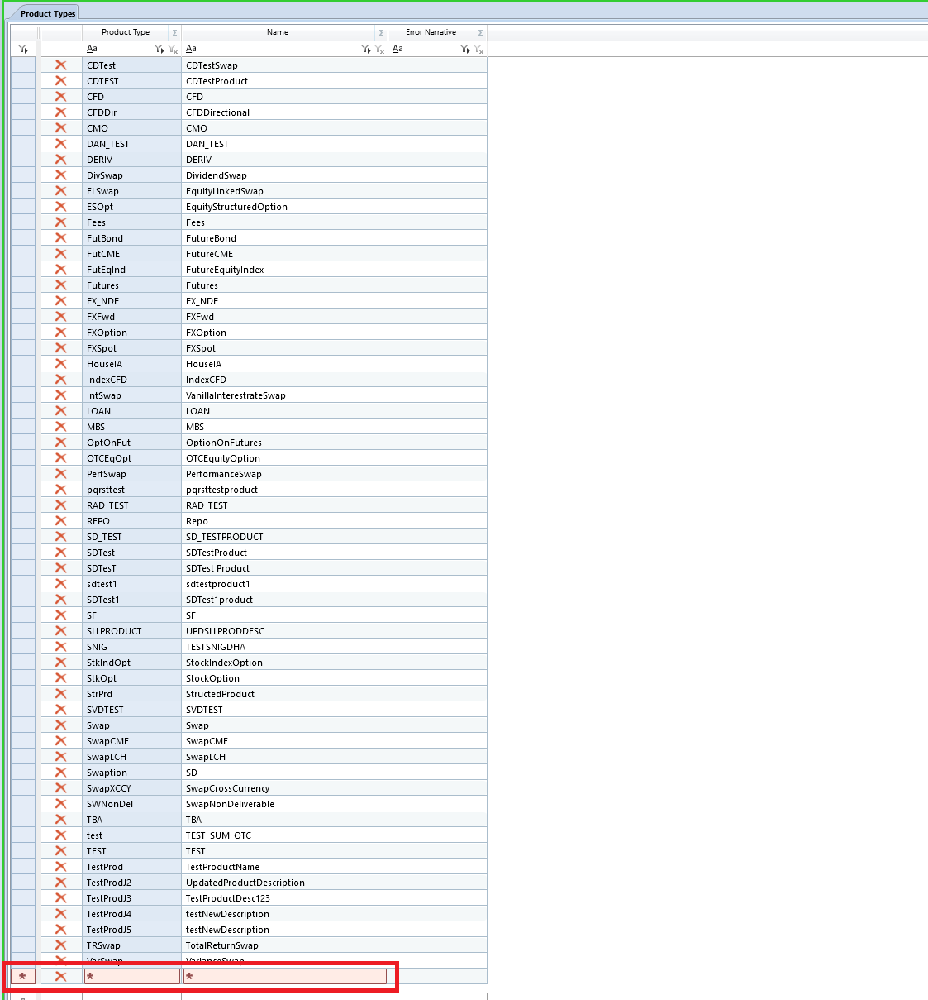 Product Types
Product Type Σ Name Σ Error Narrative Σ
Aa Aa Aa
CDTest CDTestSwap
CDTEST CDTestProduct
CFD CFD
CFDDir CFDDirectional
CMO CMO
DAN_TEST DAN_TEST
DERIV DERIV
DivSwap DividendSwap
ELSwap EquityLinkedSwap
ESOpt EquityStructuredOption
Fees Fees
FutBond FutureBond
FutCME FutureCME
FutEqInd FutureEquityIndex
Futures Futures
FX_NDF FX_NDF
FXFwd FXFwd
FXOption FXOption
FXSpot FXSpot
HouseIA HouseIA
IndexCFD IndexCFD
IntSwap VanillaInterestrateSwap
LOAN LOAN
MBS MBS
OptOnFut OptionOnFutures
OTCEqOpt OTCEquityOption
PerfSwap PerformanceSwap
pqrsttest pqrsttestproduct
RAD_TEST RAD_TEST
REPO Repo
SD_TEST SD_TESTPRODUCT
SDTest SDTestProduct
SDTesT SDTest Product
sdtest1 sdtestproduct1
SDTest1 SDTest1product
SF SF
SLLPRODUCT UPDSLLPRODDESC
SNIG TESTSNIGDHA
StkIndOpt StockIndexOption
StkOpt StockOption
StrPrd StructedProduct
SVDTEST SVDTEST
Swap Swap
SwapCME SwapCME
SwapLCH SwapLCH
Swaption SD
SwapXCCY SwapCrossCurrency
SWNonDel SwapNonDeliverable
TBA TBA
test TEST_SUM_OTC
TEST TEST
TestProd TestProductName
TestProdJ2 UpdatedProductDescription
TestProdJ3 TestProductDesc123
TestProdJ4 testNewDescription
TestProdJ5 testNewDescription
TRSwap TotalReturnSwap
VarSwap VarianceSwap
* * *